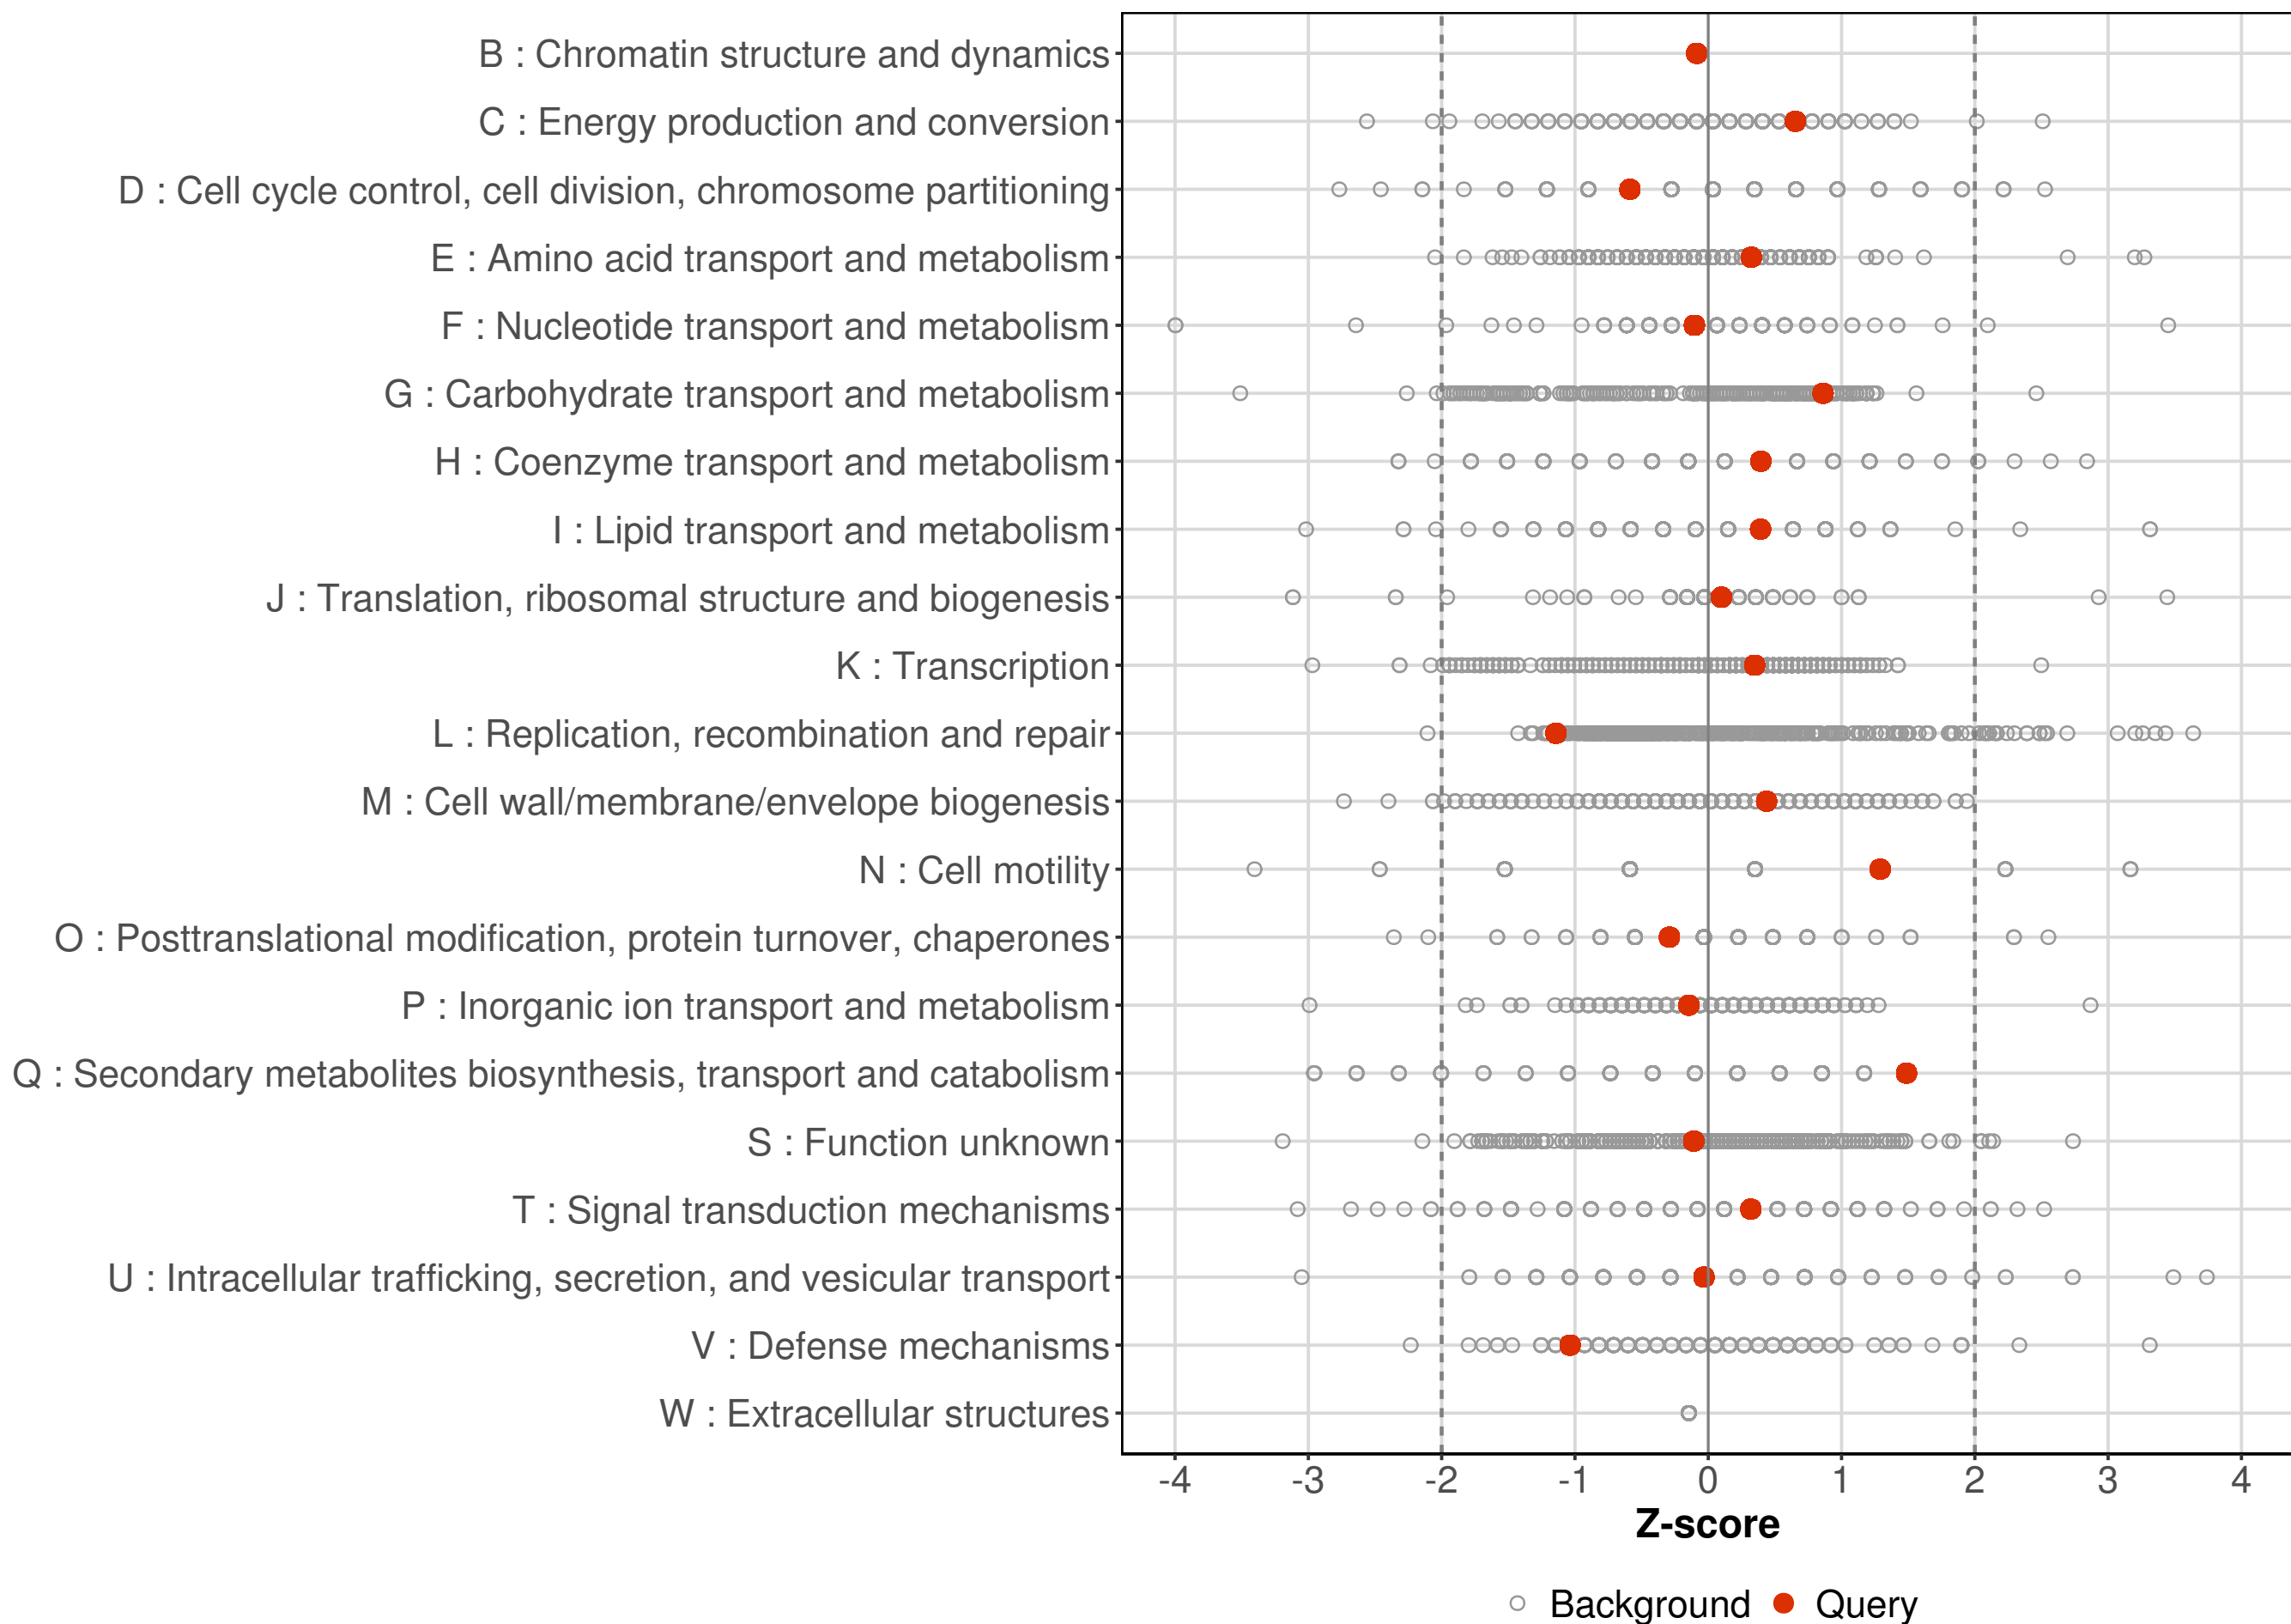 B : Chromatin structure and dynamics
C : Energy production and conversion
D : Cell cycle control, cell division, chromosome partitioning
E : Amino acid transport and metabolism
F : Nucleotide transport and metabolism
G : Carbohydrate transport and metabolism
H : Coenzyme transport and metabolism
I : Lipid transport and metabolism
J : Translation, ribosomal structure and biogenesis
K : Transcription
L : Replication, recombination and repair
M : Cell wall/membrane/envelope biogenesis
N : Cell motility
O : Posttranslational modification, protein turnover, chaperones
P : Inorganic ion transport and metabolism
Q : Secondary metabolites biosynthesis, transport and catabolism
S : Function unknown
T : Signal transduction mechanisms
U : Intracellular trafficking, secretion, and vesicular transport
V : Defense mechanisms
W : Extracellular structures
-4 -3 -2 -1 0 1 2 3 4
Z-score
Background Query